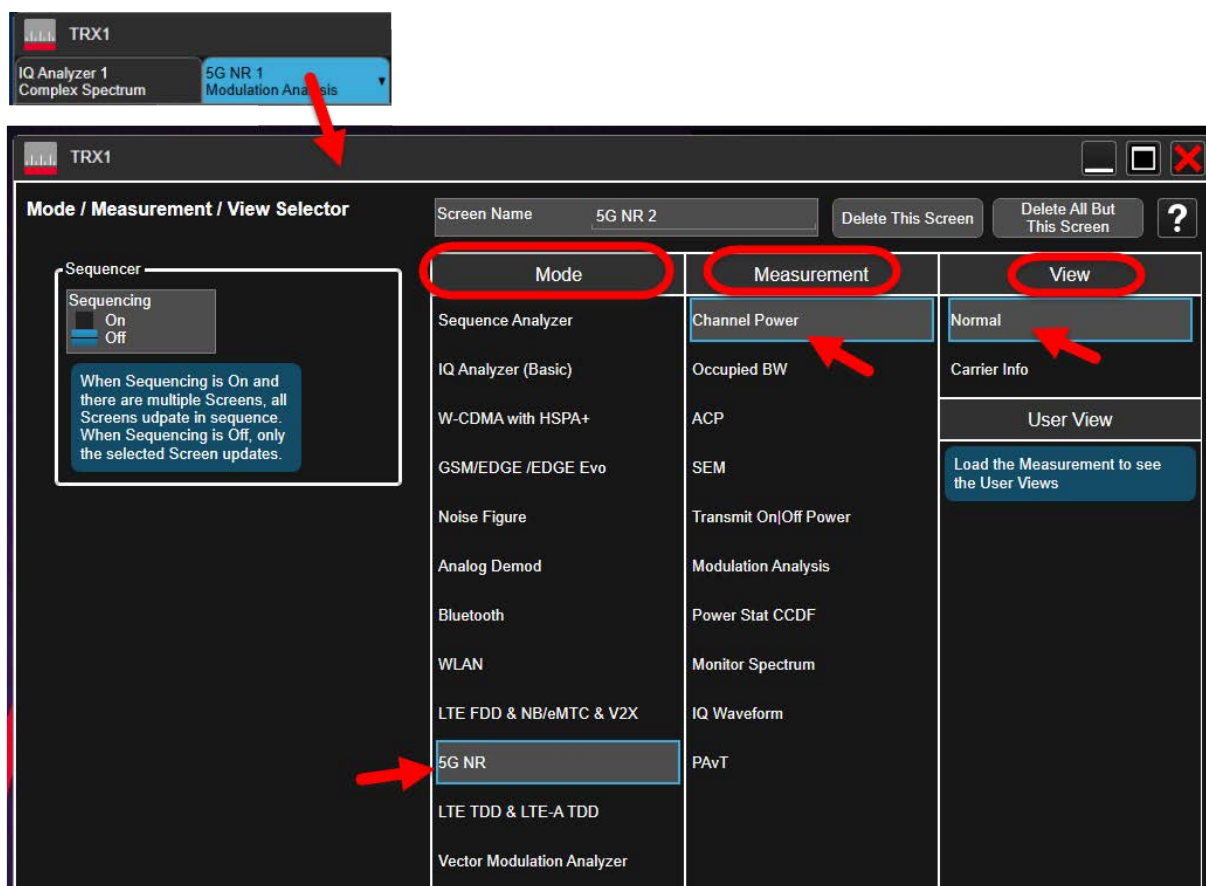 TRX1
IQ Analyzer 1
Complex Spectrum
5G NR 1
Modulation Analysis
TRX1
Mode / Measurement / View Selector
Screen Name
5G NR 2
Delete This Screen
Delete All But
This Screen
?
Sequencer
Sequencing
On
Off
When Sequencing is On and
there are multiple Screens, all
Screens udpate in sequence.
When Sequencing is Off, only
the selected Screen updates.
Mode
Sequence Analyzer
IQ Analyzer (Basic)
W-CDMA with HSPA+
GSM/EDGE /EDGE Evo
Noise Figure
Analog Demod
Bluetooth
WLAN
LTE FDD & NB/eMTC & V2X
5G NR
LTE TDD & LTE-A TDD
Vector Modulation Analyzer
Measurement
Channel Power
Occupied BW
ACP
SEM
Transmit On|Off Power
Modulation Analysis
Power Stat CCDF
Monitor Spectrum
IQ Waveform
PAvT
View
Normal
Carrier Info
User View
Load the Measurement to see
the User Views